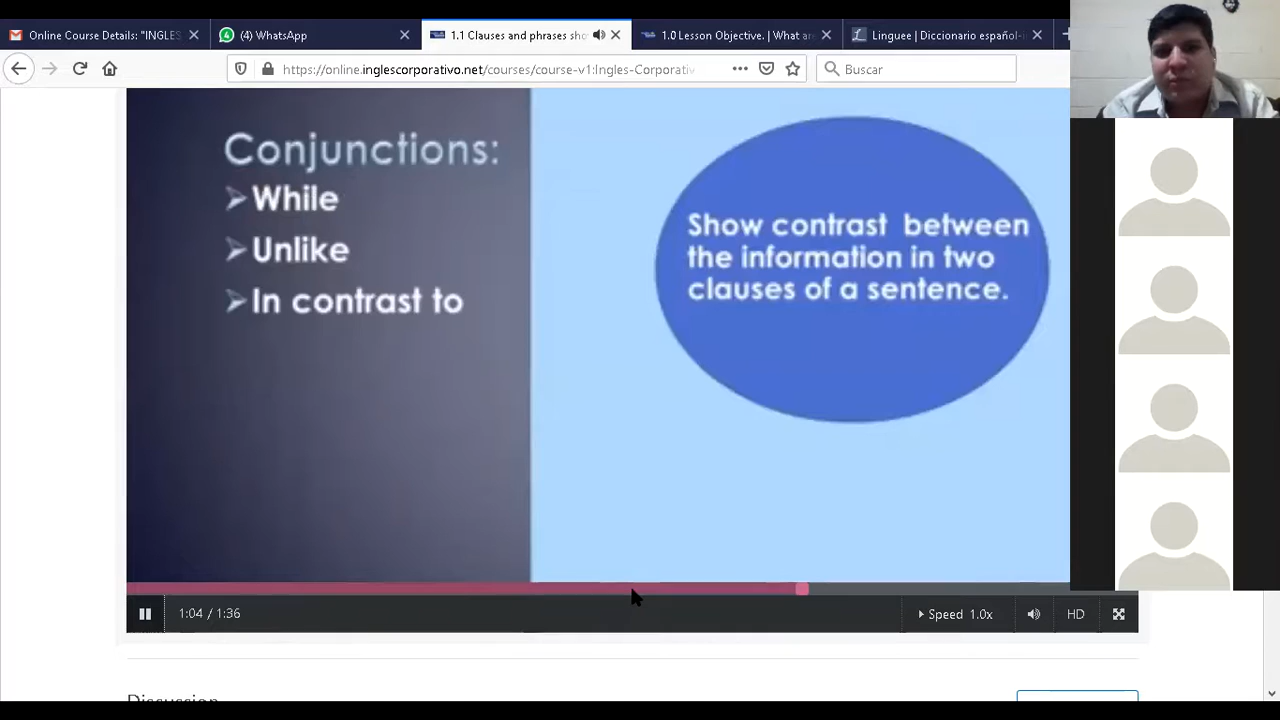 Online Course Details: "INGLES
(4) WhatsApp
1.1 Clauses and phrases sho
1.0 Lesson Objective. | What ar
Linguee | Diccionario español-i
https://online.inglescorporativo.net/courses/course-v1:Ingles-Corporativ
Buscar
Conjunctions:
While
Unlike
In contrast to
Show contrast between
the information in two
clauses of a sentence.
1:04 / 1:36
Speed 1.0x
HD
Discussion